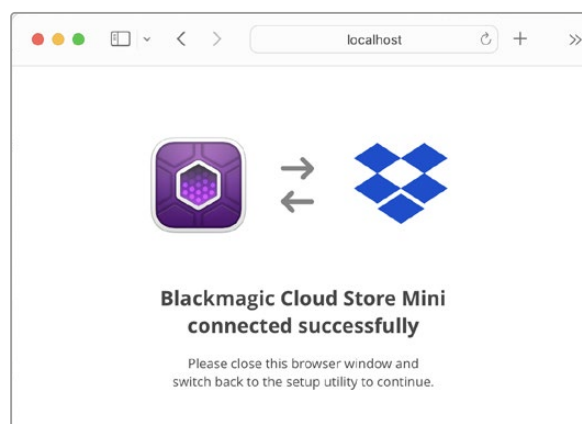 localhost
Blackmagic Cloud Store Mini
connected successfully
Please close this browser window and
switch back to the setup utility to continue.